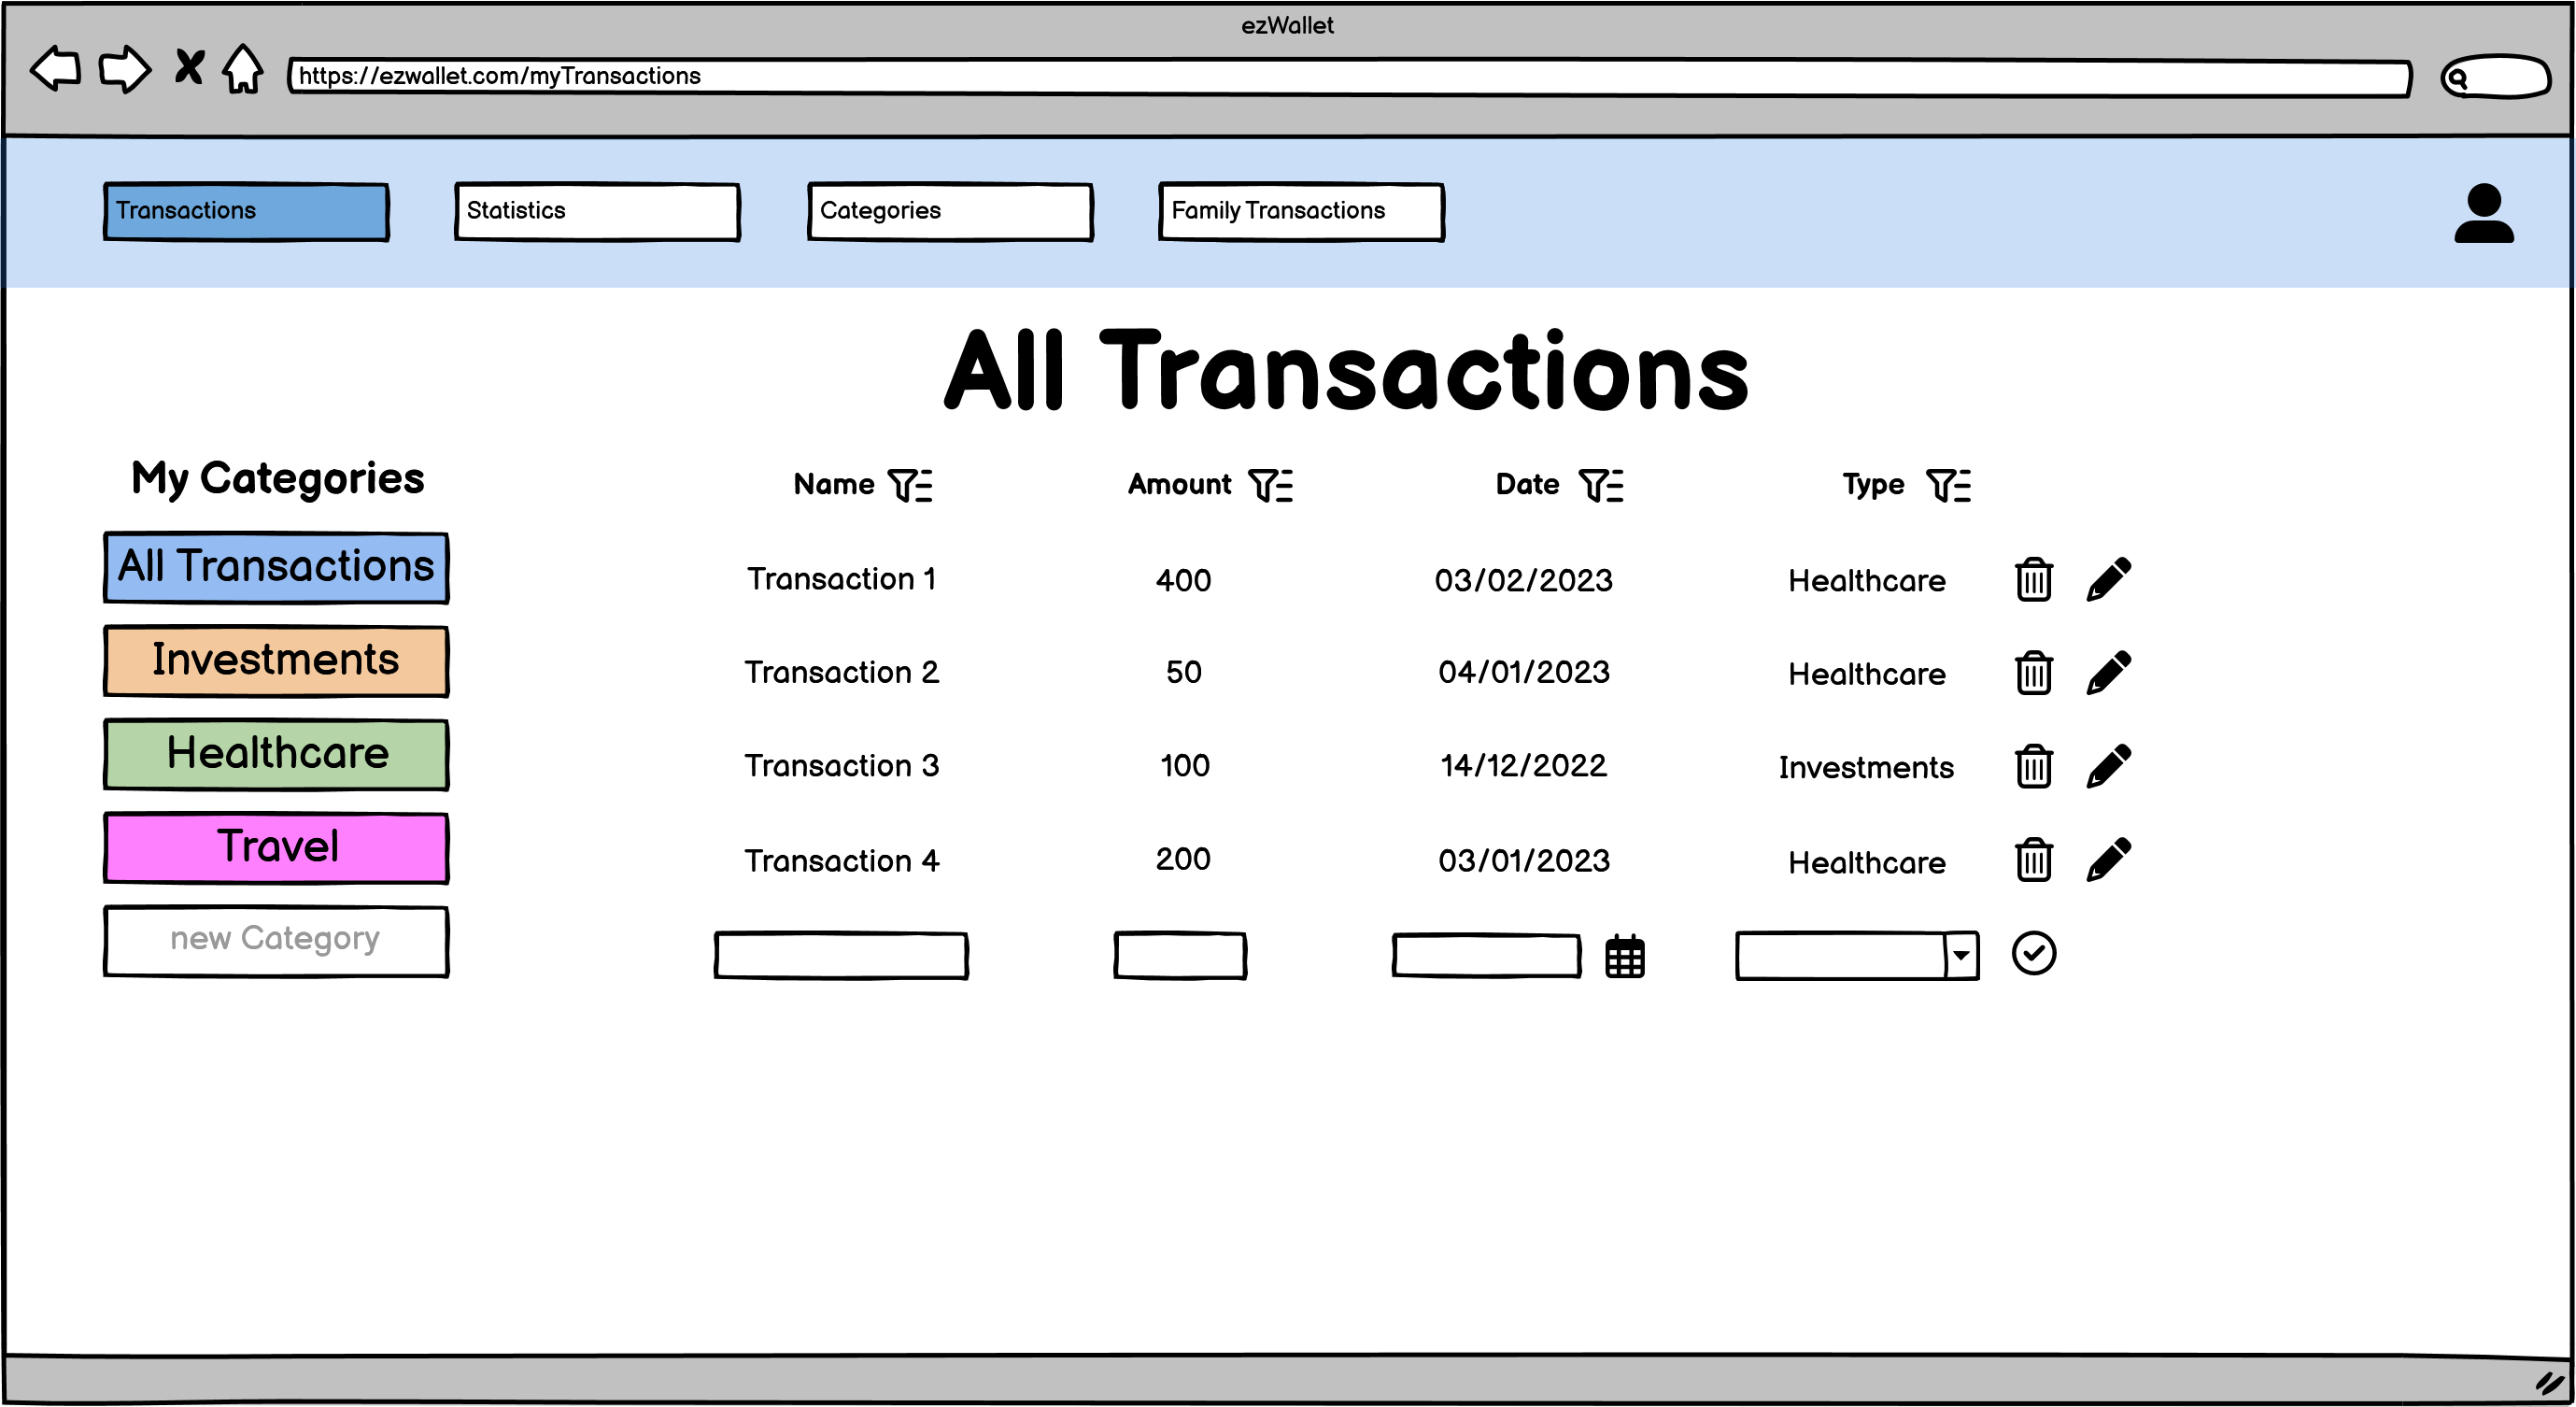 ezWallet
https://ezwallet.com/myTransactions
Transactions
Statistics
Categories
Family Transactions
All Transactions
My Categories
All Transactions
Investments
Healthcare
Travel
new Category
Name Amount Date Type
Transaction 1 400 03/02/2023 Healthcare
Transaction 2 50 04/01/2023 Healthcare
Transaction 3 100 14/12/2022 Investments
Transaction 4 200 03/01/2023 Healthcare